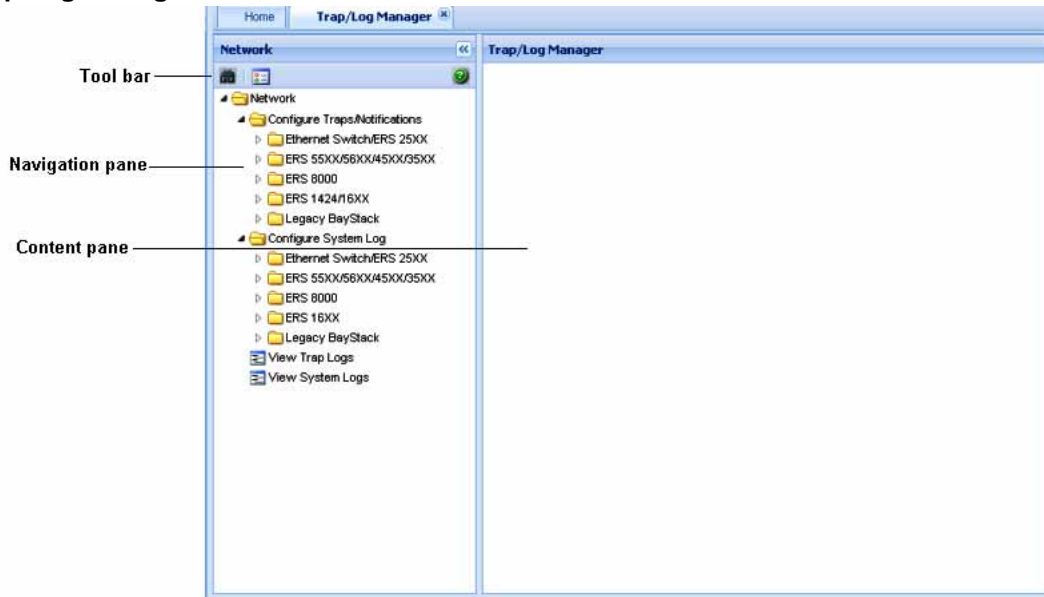 Home Trap/Log Manager
Network
Trap/Log Manager
Tool bar
Network
Configure Traps/Notifications
Ethernet Switch/ERS 25XX
Navigation pane
ERS 55XX/56XX/45XX/35XX
ERS 8000
ERS 1424/16XX
Legacy BayStack
Content pane
Configure System Log
Ethernet Switch/ERS 25XX
ERS 55XX/56XX/45XX/35XX
ERS 8000
ERS 16XX
Legacy BayStack
View Trap Logs
View System Logs